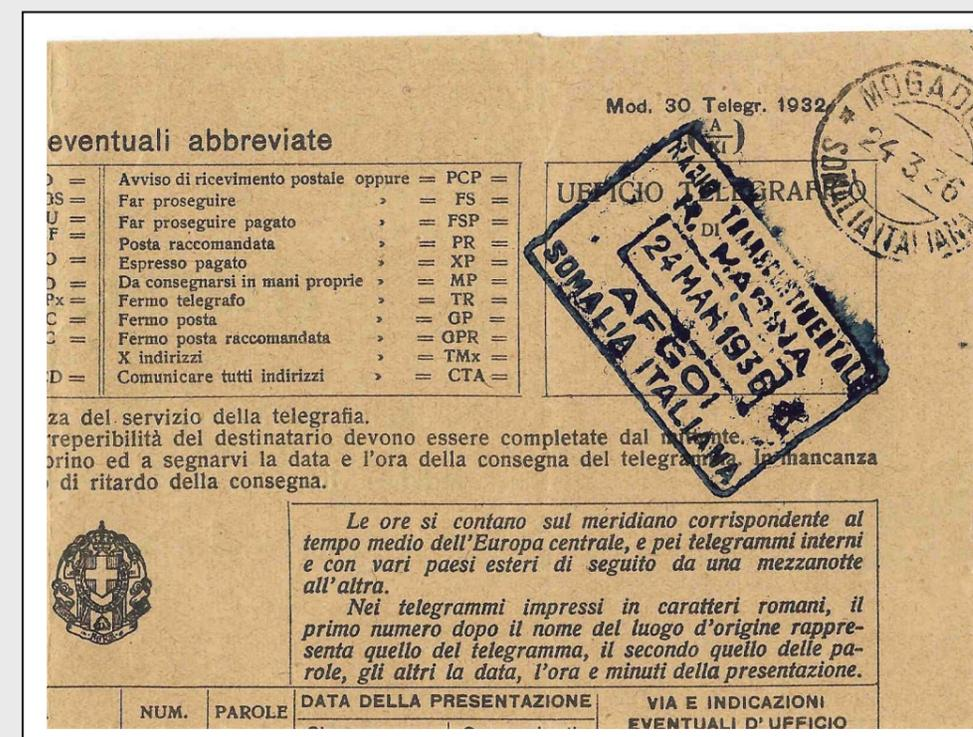 Mod. 30 Telegr. 1932
(A/XI)
eventuali abbreviate
Avviso di ricevimento postale oppure = PCP =
Far proseguire » = FS =
Far proseguire pagato » = FSP =
Posta raccomandata » = PR =
Espresso pagato » = XP =
Da consegnarsi in mani proprie » = MP =
Fermo telegrafo » = TR =
Fermo posta » = GP =
Fermo posta raccomandata » = GPR =
X indirizzi » = TMx =
Comunicare tutti indirizzi » = CTA =
UFFICIO TELEGRAFICO
DI
RADIO TRANSCONTINENTALE
R. MARINA
24 MAR 1936
AFGOI
SOMALIA ITALIANA
MOGADI
24 3 36
SOMALIA ITALIANA
za del servizio della telegrafia.
rreperibilità del destinatario devono essere completate dal mittente.
orino ed a segnarvi la data e l'ora della consegna del telegramma. In mancanza
di ritardo della consegna.
Le ore si contano sul meridiano corrispondente al
tempo medio dell'Europa centrale, e pei telegrammi interni
e con vari paesi esteri di seguito da una mezzanotte
all'altra.
Nei telegrammi impressi in caratteri romani, il
primo numero dopo il nome del luogo d'origine rappre-
senta quello del telegramma, il secondo quello delle pa-
role, gli altri la data, l'ora e minuti della presentazione.
NUM.
PAROLE
DATA DELLA PRESENTAZIONE
VIA E INDICAZIONI
EVENTUALI D'UFFICIO